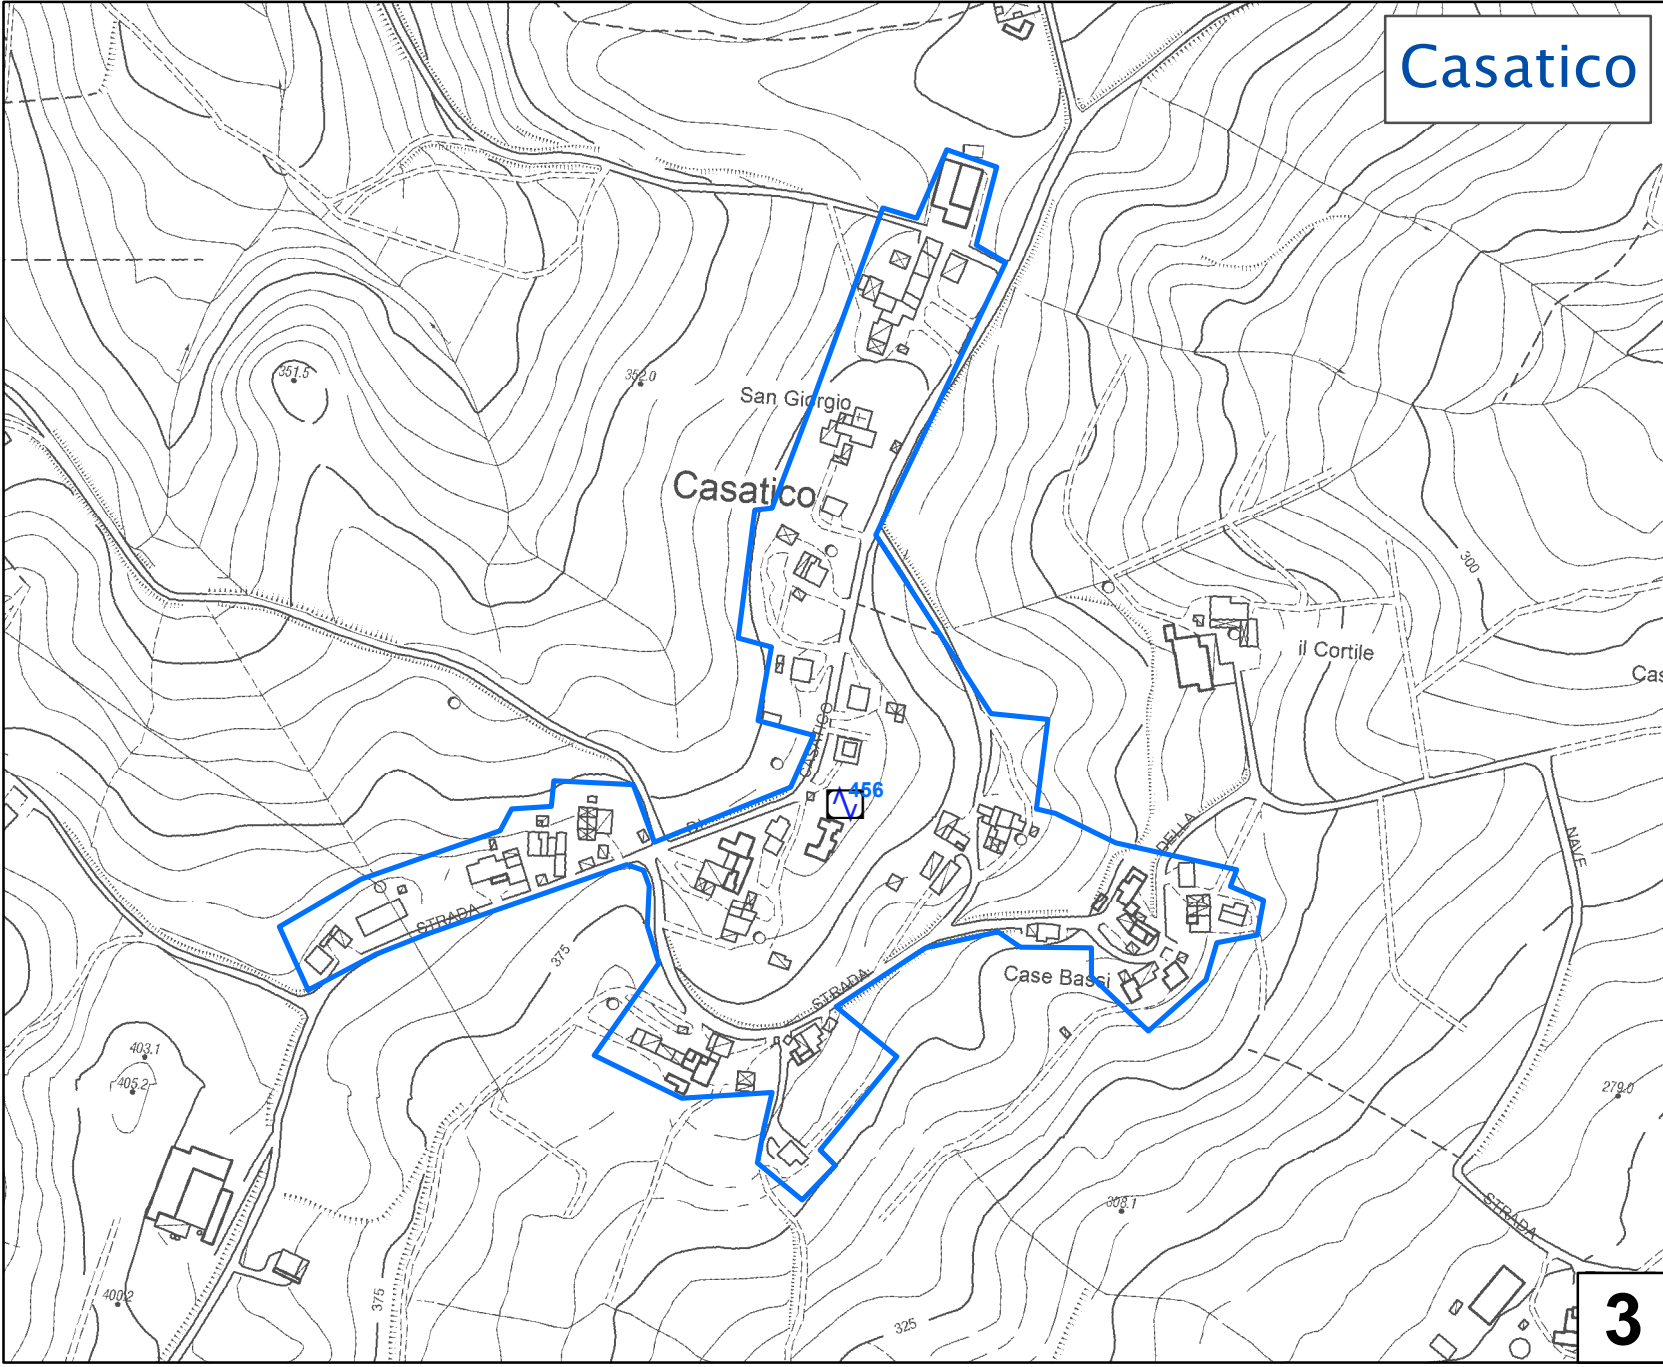 Casatico
351.5
352.0
San Giorgio
Casatico
300
il Cortile
Cas
CASATICO
456
DI
DELLA
NAVE
STRADA
375
STRADA
Case Bassi
403.1
405.2
279.0
308.1
STRADA
400.2
375
325
3